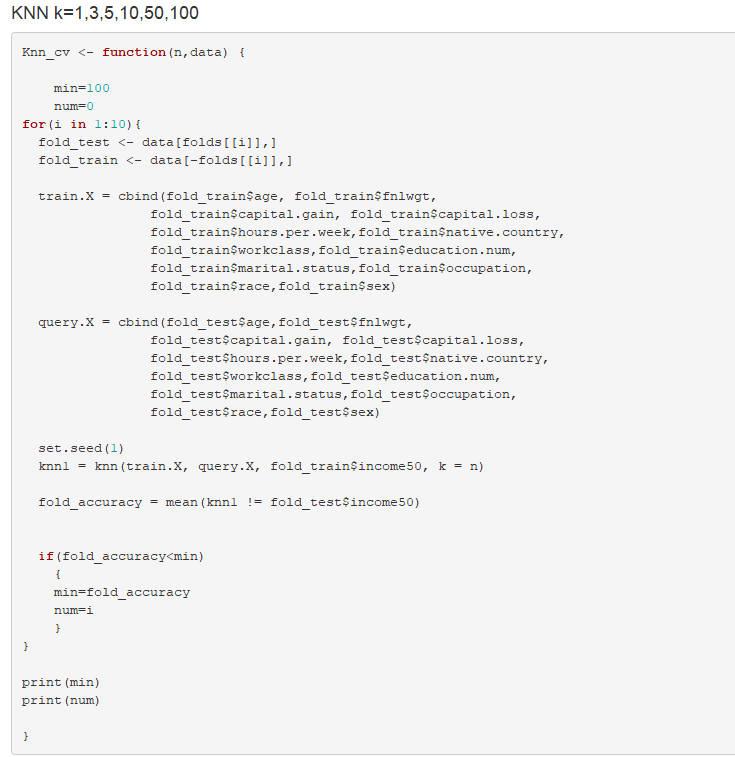 KNN k=1,3,5,10,50,100
Knn_cv <- function(n,data) {
min=100
num=0
for(i in 1:10){
fold_test <- data[folds[[i]],]
fold_train <- data[-folds[[i]],]
train.X = cbind(fold_train$age, fold_train$fnlwgt,
fold_train$capital.gain, fold_train$capital.loss,
fold_train$hours.per.week,fold_train$native.country,
fold_train$workclass,fold_train$education.num,
fold_train$marital.status,fold_train$occupation,
fold_train$race,fold_train$sex)
query.X = cbind(fold_test$age,fold_test$fnlwgt,
fold_test$capital.gain, fold_test$capital.loss,
fold_test$hours.per.week,fold_test$native.country,
fold_test$workclass,fold_test$education.num,
fold_test$marital.status,fold_test$occupation,
fold_test$race,fold_test$sex)
set.seed(1)
knn1 = knn(train.X, query.X, fold_train$income50, k = n)
fold_accuracy = mean(knn1 != fold_test$income50)
if(fold_accuracy<min)
{
min=fold_accuracy
num=i
}
}
print(min)
print(num)
}